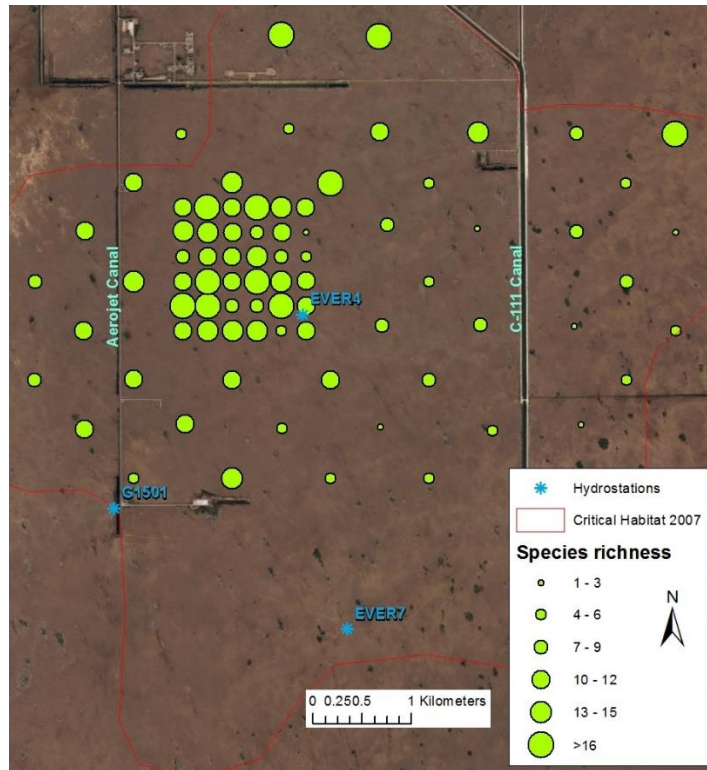 Aerojet Canal
C-111 Canal
EVER4
G1501
EVER7
Hydrostations
Critical Habitat 2007
Species richness
1 - 3
4 - 6
7 - 9
10 - 12
13 - 15
>16
N
0 0.250.5 1 Kilometers